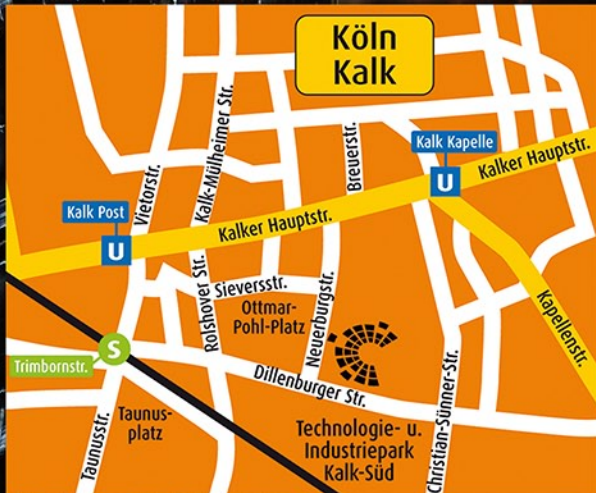 Köln
Kalk
Kalk-Mülheimer Str.
Breuerstr.
Kalk Kapelle
U
Kalker Hauptstr.
Vietorstr.
Kalk Post
U
Kalker Hauptstr.
Rolshover Str.
Sieversstr.
Ottmar-
Pohl-Platz
Neuerburgstr.
Kapellenstr.
S
Trimbornstr.
Dillenburger Str.
Christian-Sünner-Str.
Taunusstr.
Taunus-
platz
Technologie- u.
Industriepark
Kalk-Süd